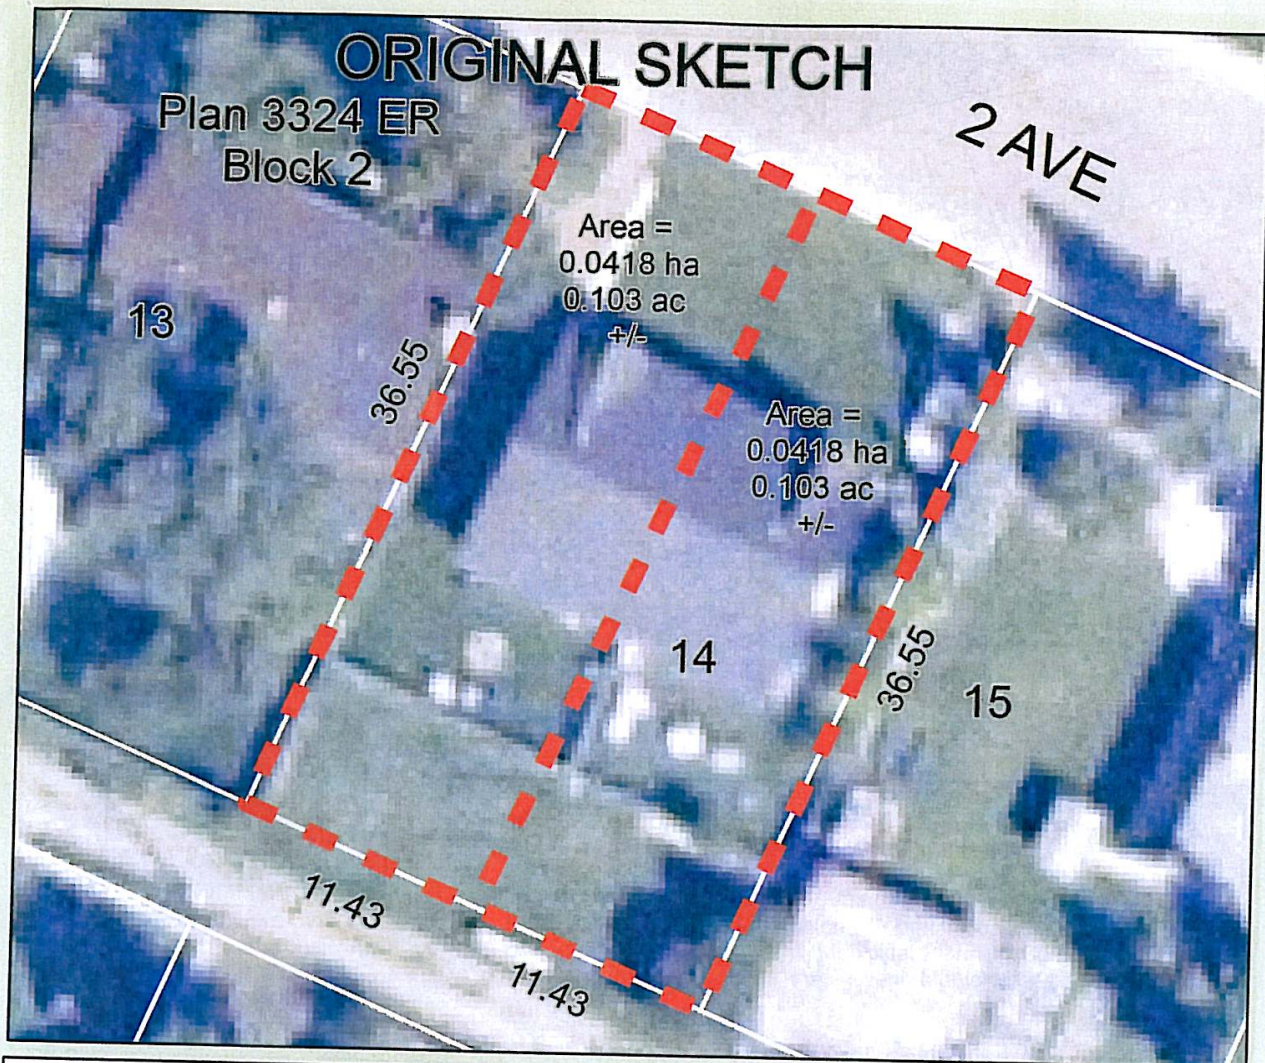 ORIGINAL SKETCH
Plan 3324 ER
Block 2
2 AVE
Area =
0.0418 ha
0.103 ac
+/-
13
36.55
Area =
0.0418 ha
0.103 ac
+/-
14
36.55
15
11.43
11.43